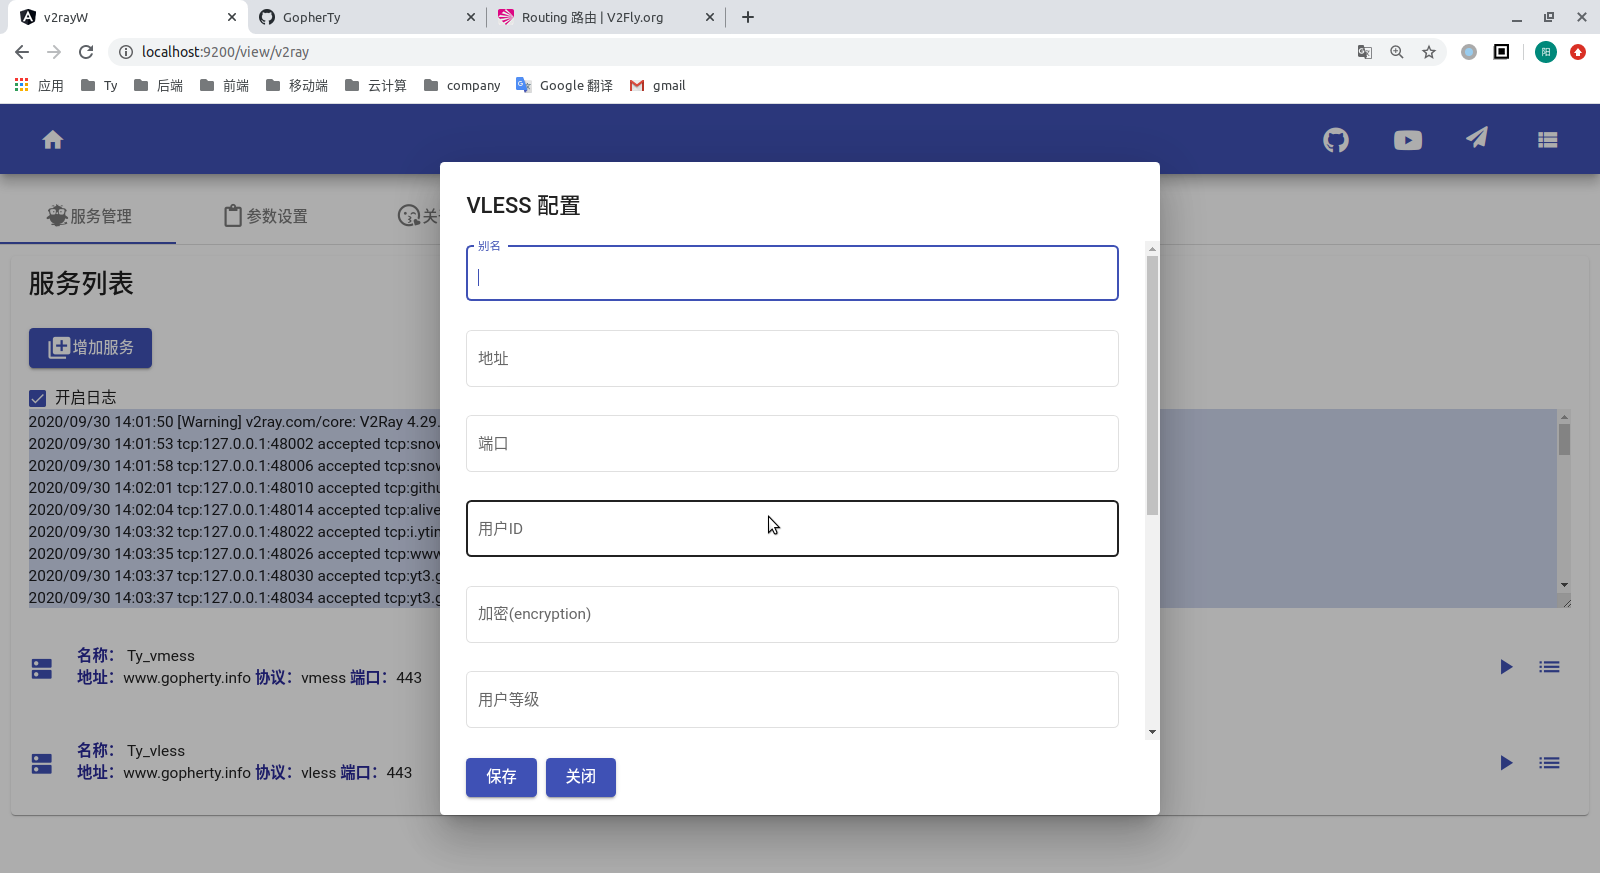 v2rayW
GopherTy
Routing 路由 | V2Fly.org
localhost:9200/view/v2ray
阳
应用
Ty
后端
前端
移动端
云计算
company
Google 翻译
gmail
服务管理
参数设置
关
服务列表
增加服务
开启日志
2020/09/30 14:01:50 [Warning] v2ray.com/core: V2Ray 4.29.
2020/09/30 14:01:53 tcp:127.0.0.1:48002 accepted tcp:snow
2020/09/30 14:01:58 tcp:127.0.0.1:48006 accepted tcp:snow
2020/09/30 14:02:01 tcp:127.0.0.1:48010 accepted tcp:githu
2020/09/30 14:02:04 tcp:127.0.0.1:48014 accepted tcp:alive
2020/09/30 14:03:32 tcp:127.0.0.1:48022 accepted tcp:i.ytin
2020/09/30 14:03:35 tcp:127.0.0.1:48026 accepted tcp:www
2020/09/30 14:03:37 tcp:127.0.0.1:48030 accepted tcp:yt3.g
2020/09/30 14:03:37 tcp:127.0.0.1:48034 accepted tcp:yt3.g
名称： Ty_vmess
地址：www.gopherty.info 协议：vmess 端口：443
名称： Ty_vless
地址：www.gopherty.info 协议：vless 端口：443
VLESS 配置
别名
地址
端口
用户ID
加密(encryption)
用户等级
保存
关闭